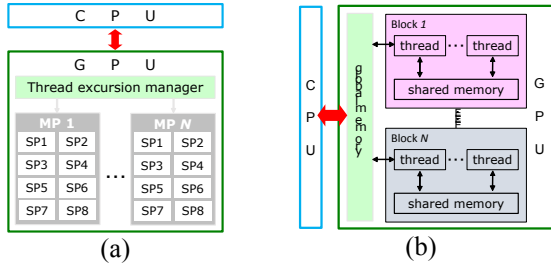 C P U
G P U
Thread excursion manager
MP 1
MP N
SP1 SP2
SP3 SP4
SP5 SP6
SP7 SP8
...
SP1 SP2
SP3 SP4
SP5 SP6
SP7 SP8
(a)
C P U
global memory
Block 1
thread ... thread
shared memory
Block N
thread ... thread
shared memory
G P U
(b)